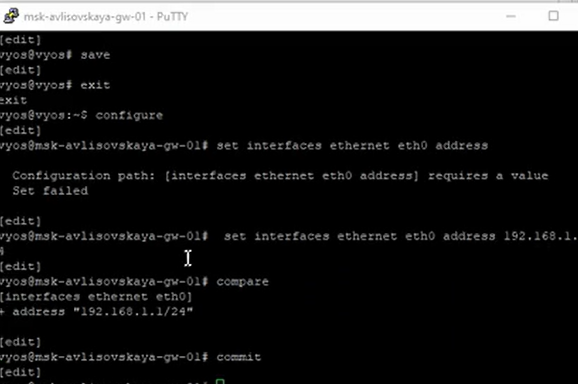 msk-avlisovskaya-gw-01 - PuTTY
[edit]
vyos@vyos# save
[edit]
vyos@vyos# exit
exit
vyos@vyos:~$ configure
[edit]
vyos@msk-avlisovskaya-gw-01# set interfaces ethernet eth0 address
Configuration path: [interfaces ethernet eth0 address] requires a value
Set failed
[edit]
vyos@msk-avlisovskaya-gw-01#  set interfaces ethernet eth0 address 192.168.1.
4
[edit]
vyos@msk-avlisovskaya-gw-01# compare
[interfaces ethernet eth0]
+ address "192.168.1.1/24"
vyos@msk-avlisovskaya-gw-01# commit
[edit]